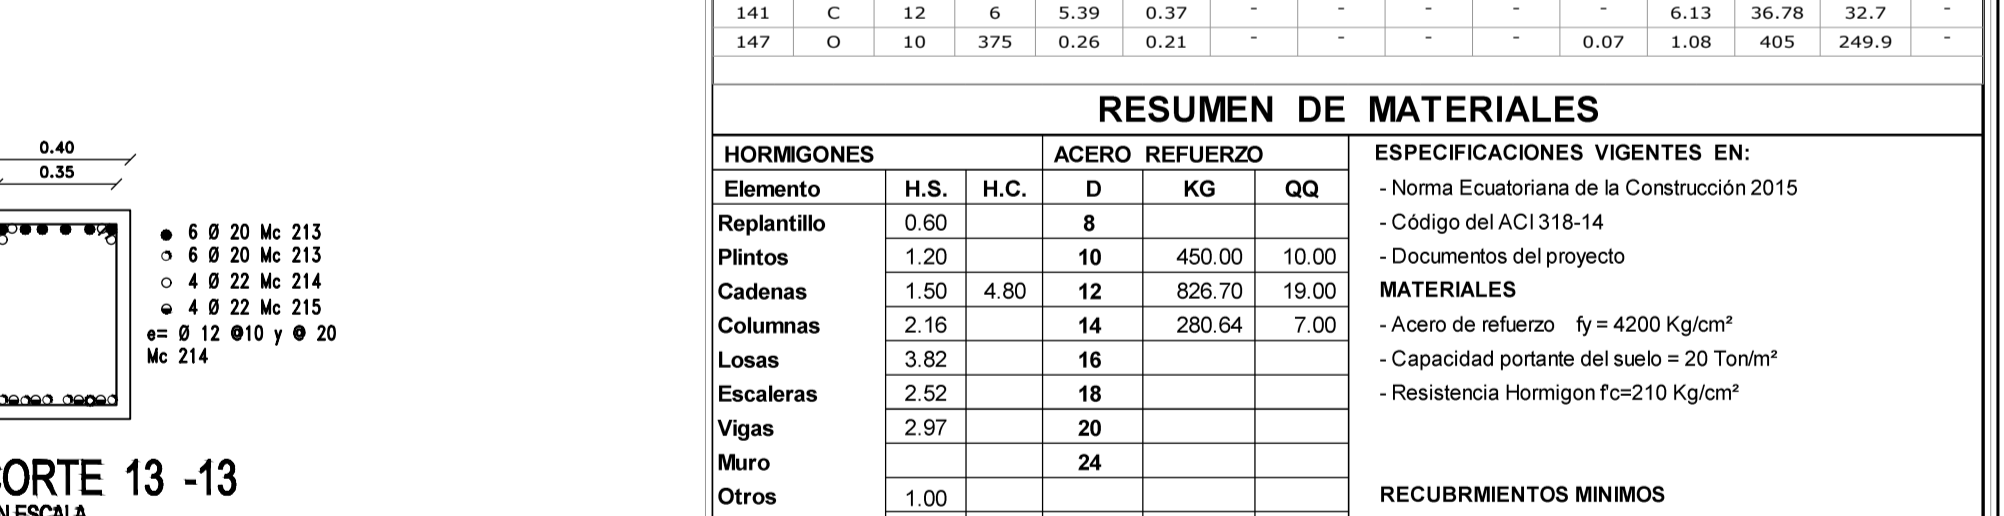 141 C 12 6 5.39 0.37 - - - - - 6.13 36.78 32.7 -
147 O 10 375 0.26 0.21 - - - - 0.07 1.08 405 249.9 -
RESUMEN DE MATERIALES
0.40
0.35
6 Ø 20 Mc 213
6 Ø 20 Mc 213
4 Ø 22 Mc 214
4 Ø 22 Mc 215
e= Ø 12 @10 y @ 20
Mc 214
ORTE 13 -13
N ESCALA
HORMIGONES ACERO REFUERZO
Elemento H.S. H.C. D KG QQ
Replantillo 0.60 8
Plintos 1.20 10 450.00 10.00
Cadenas 1.50 4.80 12 826.70 19.00
Columnas 2.16 14 280.64 7.00
Losas 3.82 16
Escaleras 2.52 18
Vigas 2.97 20
Muro 24
Otros 1.00
ESPECIFICACIONES VIGENTES EN:
- Norma Ecuatoriana de la Construcción 2015
- Código del ACI 318-14
- Documentos del proyecto
MATERIALES
- Acero de refuerzo fy = 4200 Kg/cm²
- Capacidad portante del suelo = 20 Ton/m²
- Resistencia Hormigon f'c=210 Kg/cm²
RECUBRMIENTOS MINIMOS